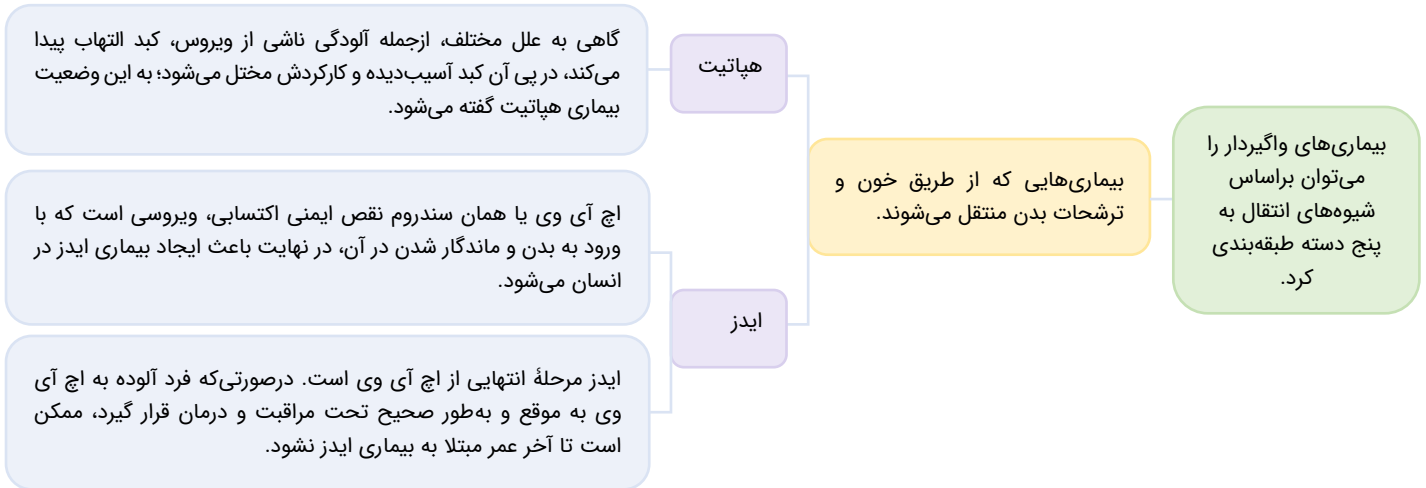 بیماری‌های واگیردار را
می‌توان براساس
شیوه‌های انتقال به
پنج دسته طبقه‌بندی
کرد.
بیماری‌هایی که از طریق خون و
ترشحات بدن منتقل می‌شوند.
هپاتیت
گاهی به علل مختلف، ازجمله آلودگی ناشی از ویروس، کبد التهاب پیدا
می‌کند، در پی آن کبد آسیب‌دیده و کارکردش مختل می‌شود؛ به این وضعیت
بیماری هپاتیت گفته می‌شود.
ایدز
اچ آی وی یا همان سندروم نقص ایمنی اکتسابی، ویروسی است که با
ورود به بدن و ماندگار شدن در آن، در نهایت باعث ایجاد بیماری ایدز در
انسان می‌شود.
ایدز مرحلهٔ انتهایی از اچ آی وی است. درصورتی‌که فرد آلوده به اچ آی
وی به موقع و به‌طور صحیح تحت مراقبت و درمان قرار گیرد، ممکن
است تا آخر عمر مبتلا به بیماری ایدز نشود.